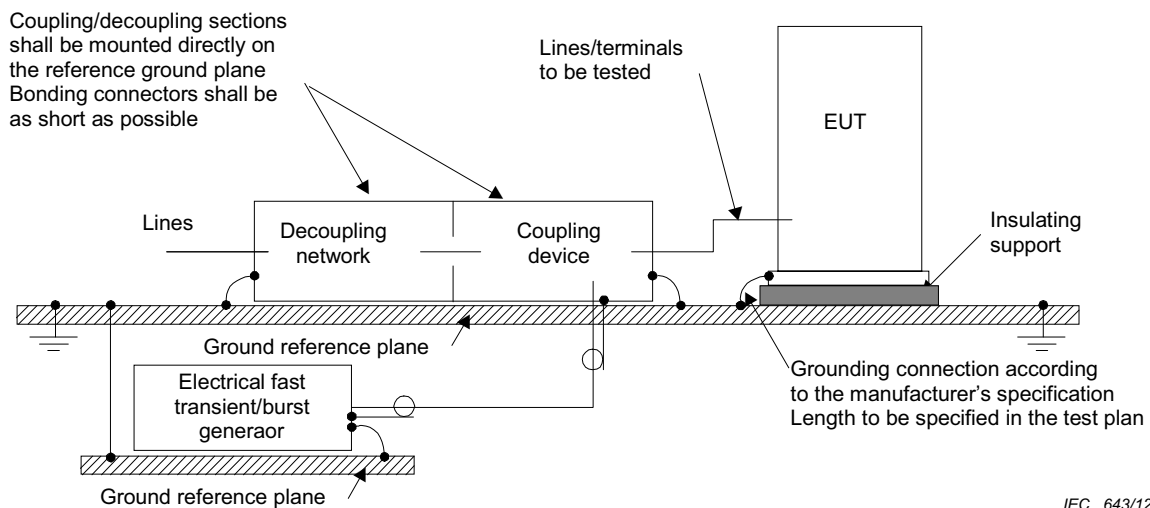 Coupling/decoupling sections
shall be mounted directly on
the reference ground plane
Bonding connectors shall be
as short as possible
Lines/terminals
to be tested
EUT
Lines
Decoupling
network
Coupling
device
Insulating
support
Ground reference plane
Electrical fast
transient/burst
generaor
Grounding connection according
to the manufacturer’s specification
Length to be specified in the test plan
Ground reference plane
IEC 643/12